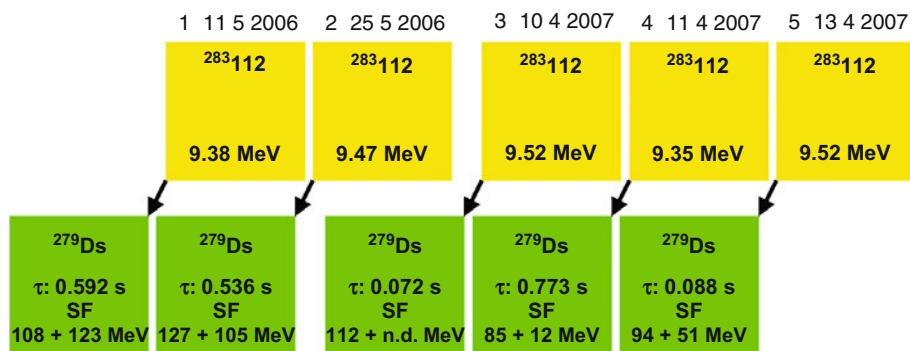 1 11 5 2006 2 25 5 2006 3 10 4 2007 4 11 4 2007 5 13 4 2007
²⁸³112 ²⁸³112 ²⁸³112 ²⁸³112 ²⁸³112
9.38 MeV 9.47 MeV 9.52 MeV 9.35 MeV 9.52 MeV
²⁷⁹Ds ²⁷⁹Ds ²⁷⁹Ds ²⁷⁹Ds ²⁷⁹Ds
τ: 0.592 s τ: 0.536 s τ: 0.072 s τ: 0.773 s τ: 0.088 s
SF SF SF SF SF
108 + 123 MeV 127 + 105 MeV 112 + n.d. MeV 85 + 12 MeV 94 + 51 MeV